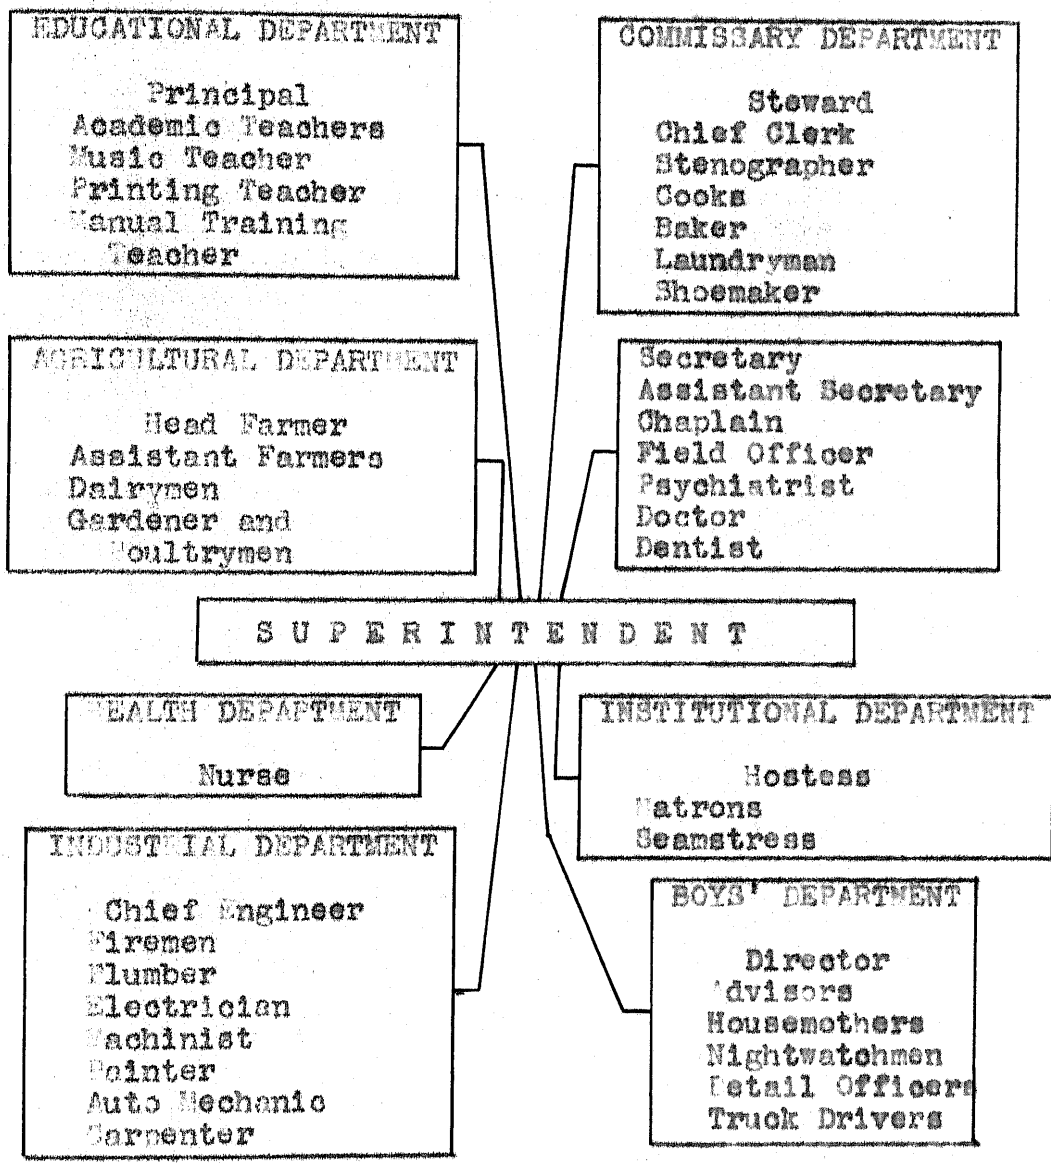 EDUCATIONAL DEPARTMENT
Principal
Academic Teachers
Music Teacher
Printing Teacher
Manual Training
Teacher
COMMISSARY DEPARTMENT
Steward
Chief Clerk
Stenographer
Cooks
Baker
Laundryman
Shoemaker
AGRICULTURAL DEPARTMENT
Head Farmer
Assistant Farmers
Dairymen
Gardener and
Poultrymen
Secretary
Assistant Secretary
Chaplain
Field Officer
Psychiatrist
Doctor
Dentist
S U P E R I N T E N D E N T
HEALTH DEPARTMENT
Nurse
INSTITUTIONAL DEPARTMENT
Hostess
Matrons
Seamstress
INDUSTRIAL DEPARTMENT
Chief Engineer
Firemen
Plumber
Electrician
Machinist
Painter
Auto Mechanic
Carpenter
BOYS' DEPARTMENT
Director
Advisors
Housemothers
Nightwatchmen
Detail Officers
Truck Drivers